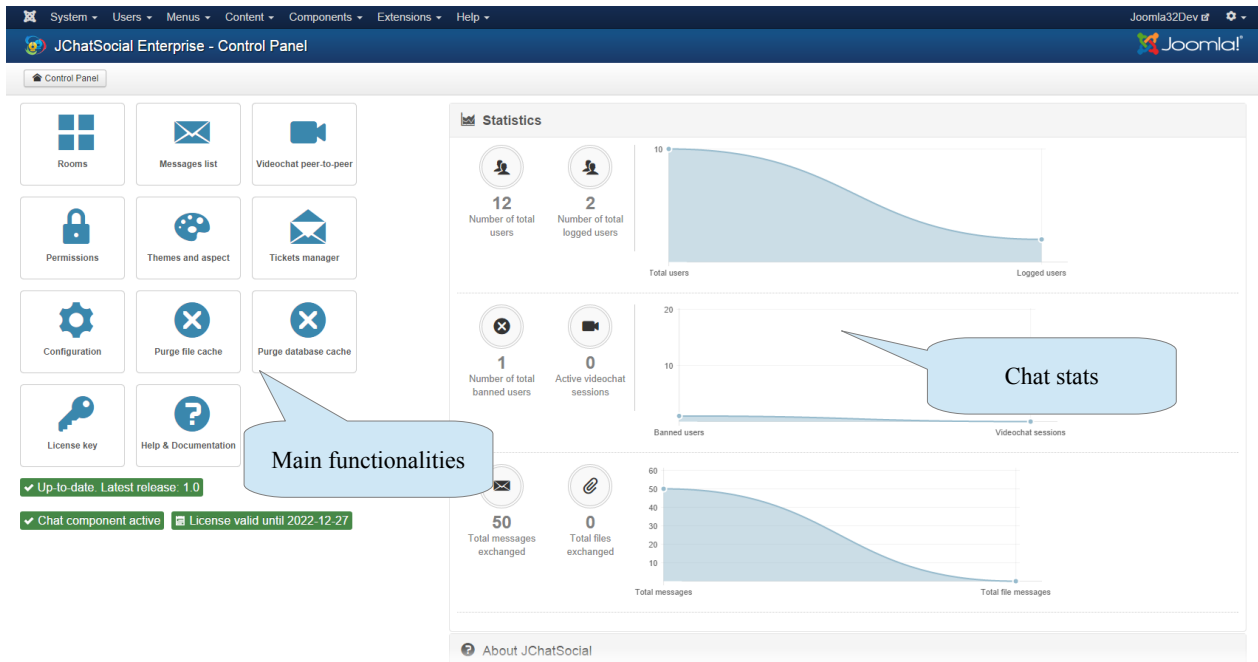 System Users Menus Content Components Extensions Help Joomla32Dev
JChatSocial Enterprise - Control Panel Joomla!
Control Panel
Rooms
Messages list
Videochat peer-to-peer
Permissions
Themes and aspect
Tickets manager
Configuration
Purge file cache
Purge database cache
License key
Help & Documentation
Main functionalities
Up-to-date. Latest release: 1.0
Chat component active
License valid until 2022-12-27
Statistics
12
Number of total
users
2
Number of total
logged users
10
Total users
Logged users
1
Number of total
banned users
0
Active videochat
sessions
20
10
Banned users
Videochat sessions
Chat stats
50
Total messages
exchanged
0
Total files
exchanged
60
50
40
30
20
10
Total messages
Total file messages
About JChatSocial